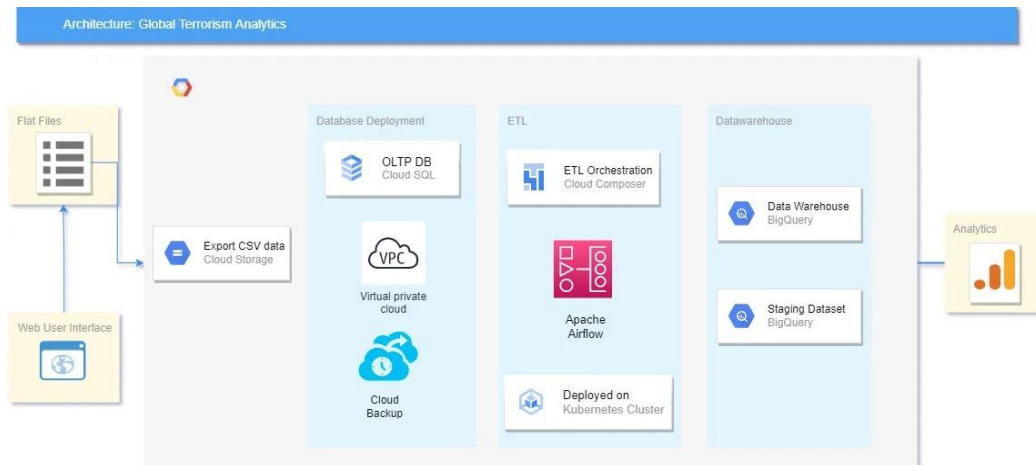 Architecture: Global Terrorism Analytics
Flat Files
Web User Interface
Export CSV data
Cloud Storage
Database Deployment
OLTP DB
Cloud SQL
VPC
Virtual private
cloud
Cloud
Backup
ETL
ETL Orchestration
Cloud Composer
Apache
Airflow
Deployed on
Kubernetes Cluster
Datawarehouse
Data Warehouse
BigQuery
Staging Dataset
BigQuery
Analytics